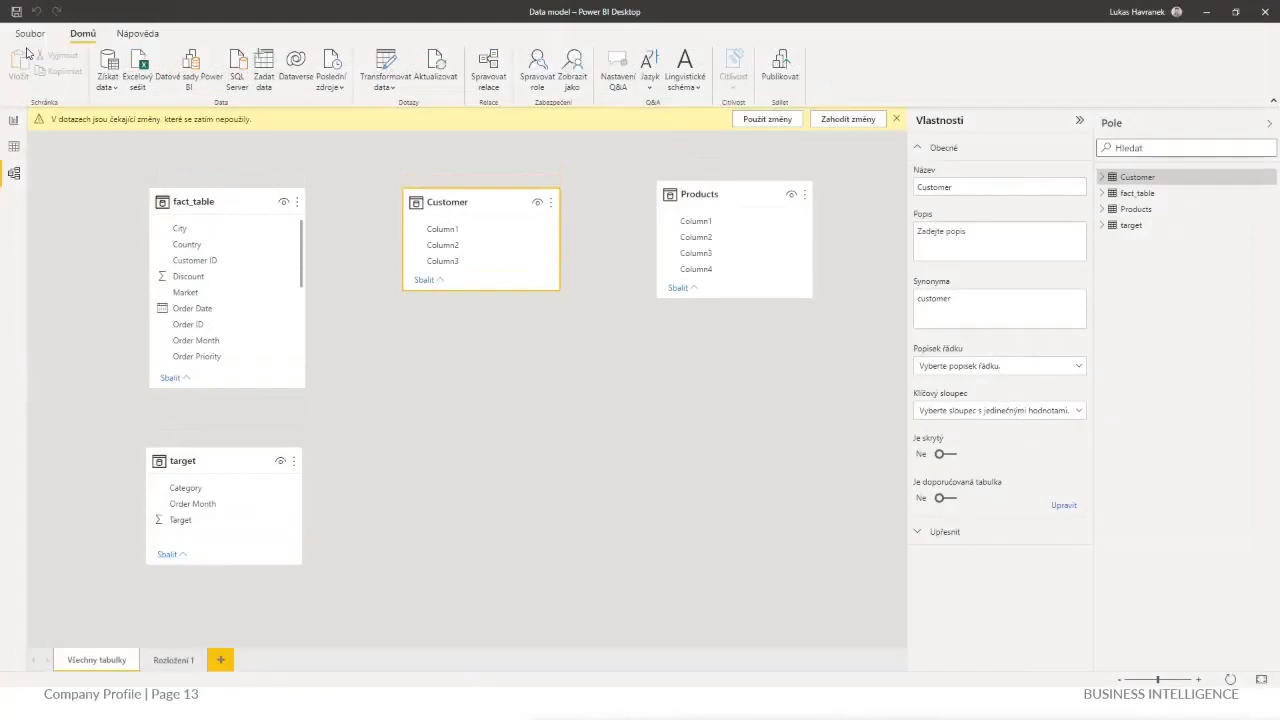 Data model - Power BI Desktop
Lukas Havranek
Soubor
Domů
Nápověda
Vložit
Vyjmout
Kopírovat
Schránka
Získat data
Excelový sešit
Datové sady Power BI
SQL Server
Zadat data
Dataverse
Poslední zdroje
Data
Transformovat data
Aktualizovat
Dotazy
Spravovat relace
Relace
Spravovat role
Zobrazit jako
Zabezpečení
Nastavení Q&A
Jazyk
Lingvistické schéma
Q&A
Citlivost
Citlivost
Publikovat
Sdílet
V dotazech jsou čekající změny, které se zatím nepoužily.
Použít změny
Zahodit změny
fact_table
City
Country
Customer ID
Discount
Market
Order Date
Order ID
Order Month
Order Priority
Sbalit
Customer
Column1
Column2
Column3
Sbalit
Products
Column1
Column2
Column3
Column4
Sbalit
target
Category
Order Month
Target
Sbalit
Vlastnosti
Obecné
Název
Customer
Popis
Zadejte popis
Synonyma
customer
Popisek řádku
Vyberte popisek řádku.
Klíčový sloupec
Vyberte sloupec s jedinečnými hodnotami.
Je skrytý
Ne
Je doporučovaná tabulka
Ne
Upravit
Upřesnit
Pole
Hledat
Customer
fact_table
Products
target
Všechny tabulky
Rozložení 1
Company Profile | Page 13
BUSINESS INTELLIGENCE